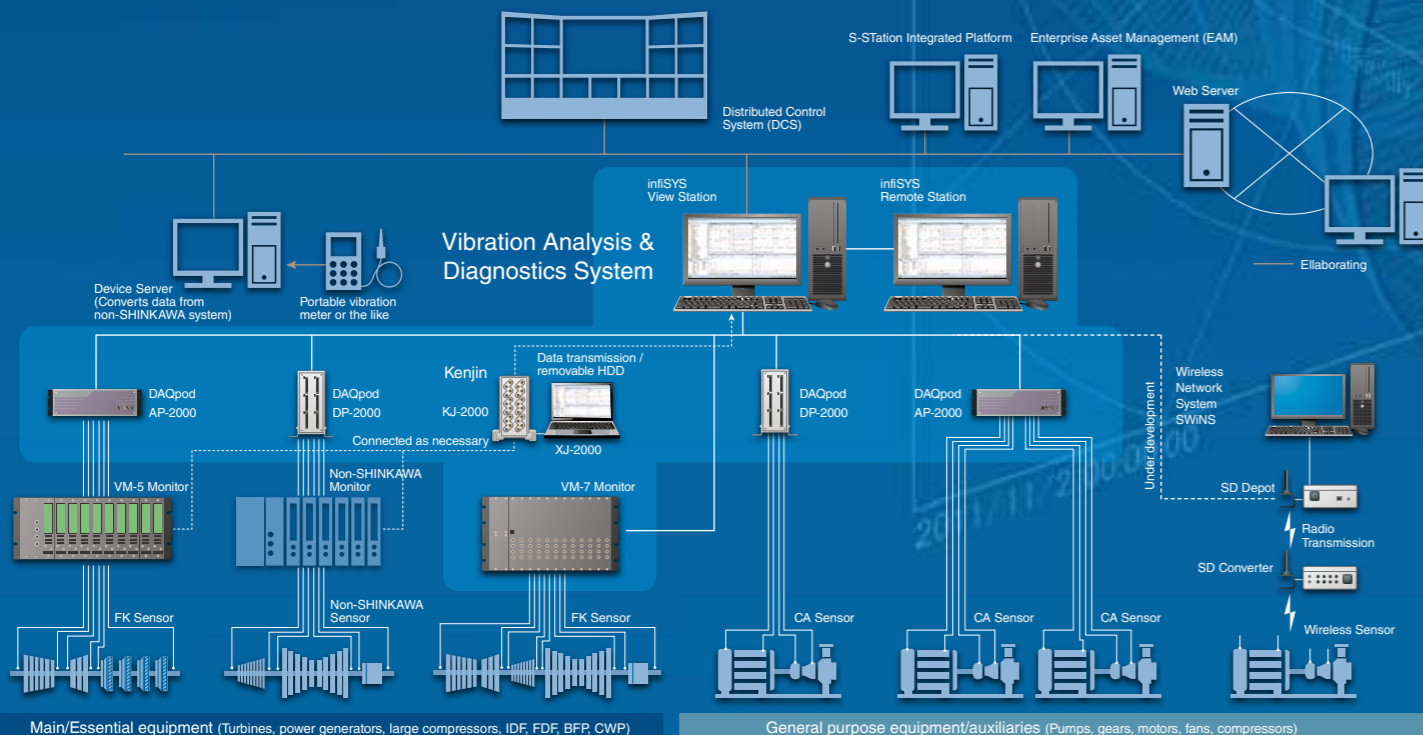 S-STation Integrated Platform
Enterprise Asset Management (EAM)
Web Server
Distributed Control
System (DCS)
infiSYS
View Station
infiSYS
Remote Station
Vibration Analysis &
Diagnostics System
Ellaborating
Device Server
(Converts data from
non-SHINKAWA system)
Portable vibration
meter or the like
Data transmission /
removable HDD
Kenjin
KJ-2000
XJ-2000
Connected as necessary
DAQpod
AP-2000
DAQpod
DP-2000
DAQpod
DP-2000
DAQpod
AP-2000
Under development
Wireless
Network
System
SWiNS
VM-5 Monitor
Non-SHINKAWA
Monitor
VM-7 Monitor
SD Depot
Radio
Transmission
SD Converter
FK Sensor
Non-SHINKAWA
Sensor
FK Sensor
CA Sensor
CA Sensor
CA Sensor
Wireless Sensor
Main/Essential equipment (Turbines, power generators, large compressors, IDF, FDF, BFP, CWP)
General purpose equipment/auxiliaries (Pumps, gears, motors, fans, compressors)